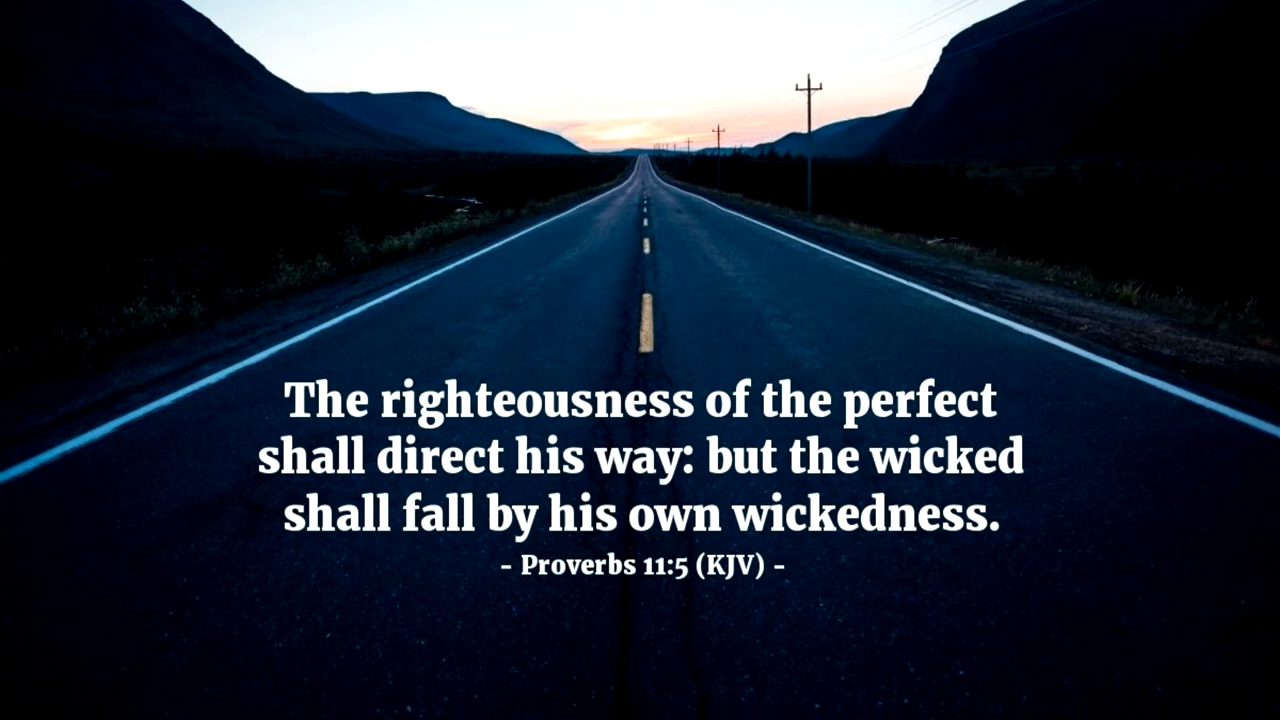 The righteousness of the perfect
shall direct his way: but the wicked
shall fall by his own wickedness.
- Proverbs 11:5 (KJV) -